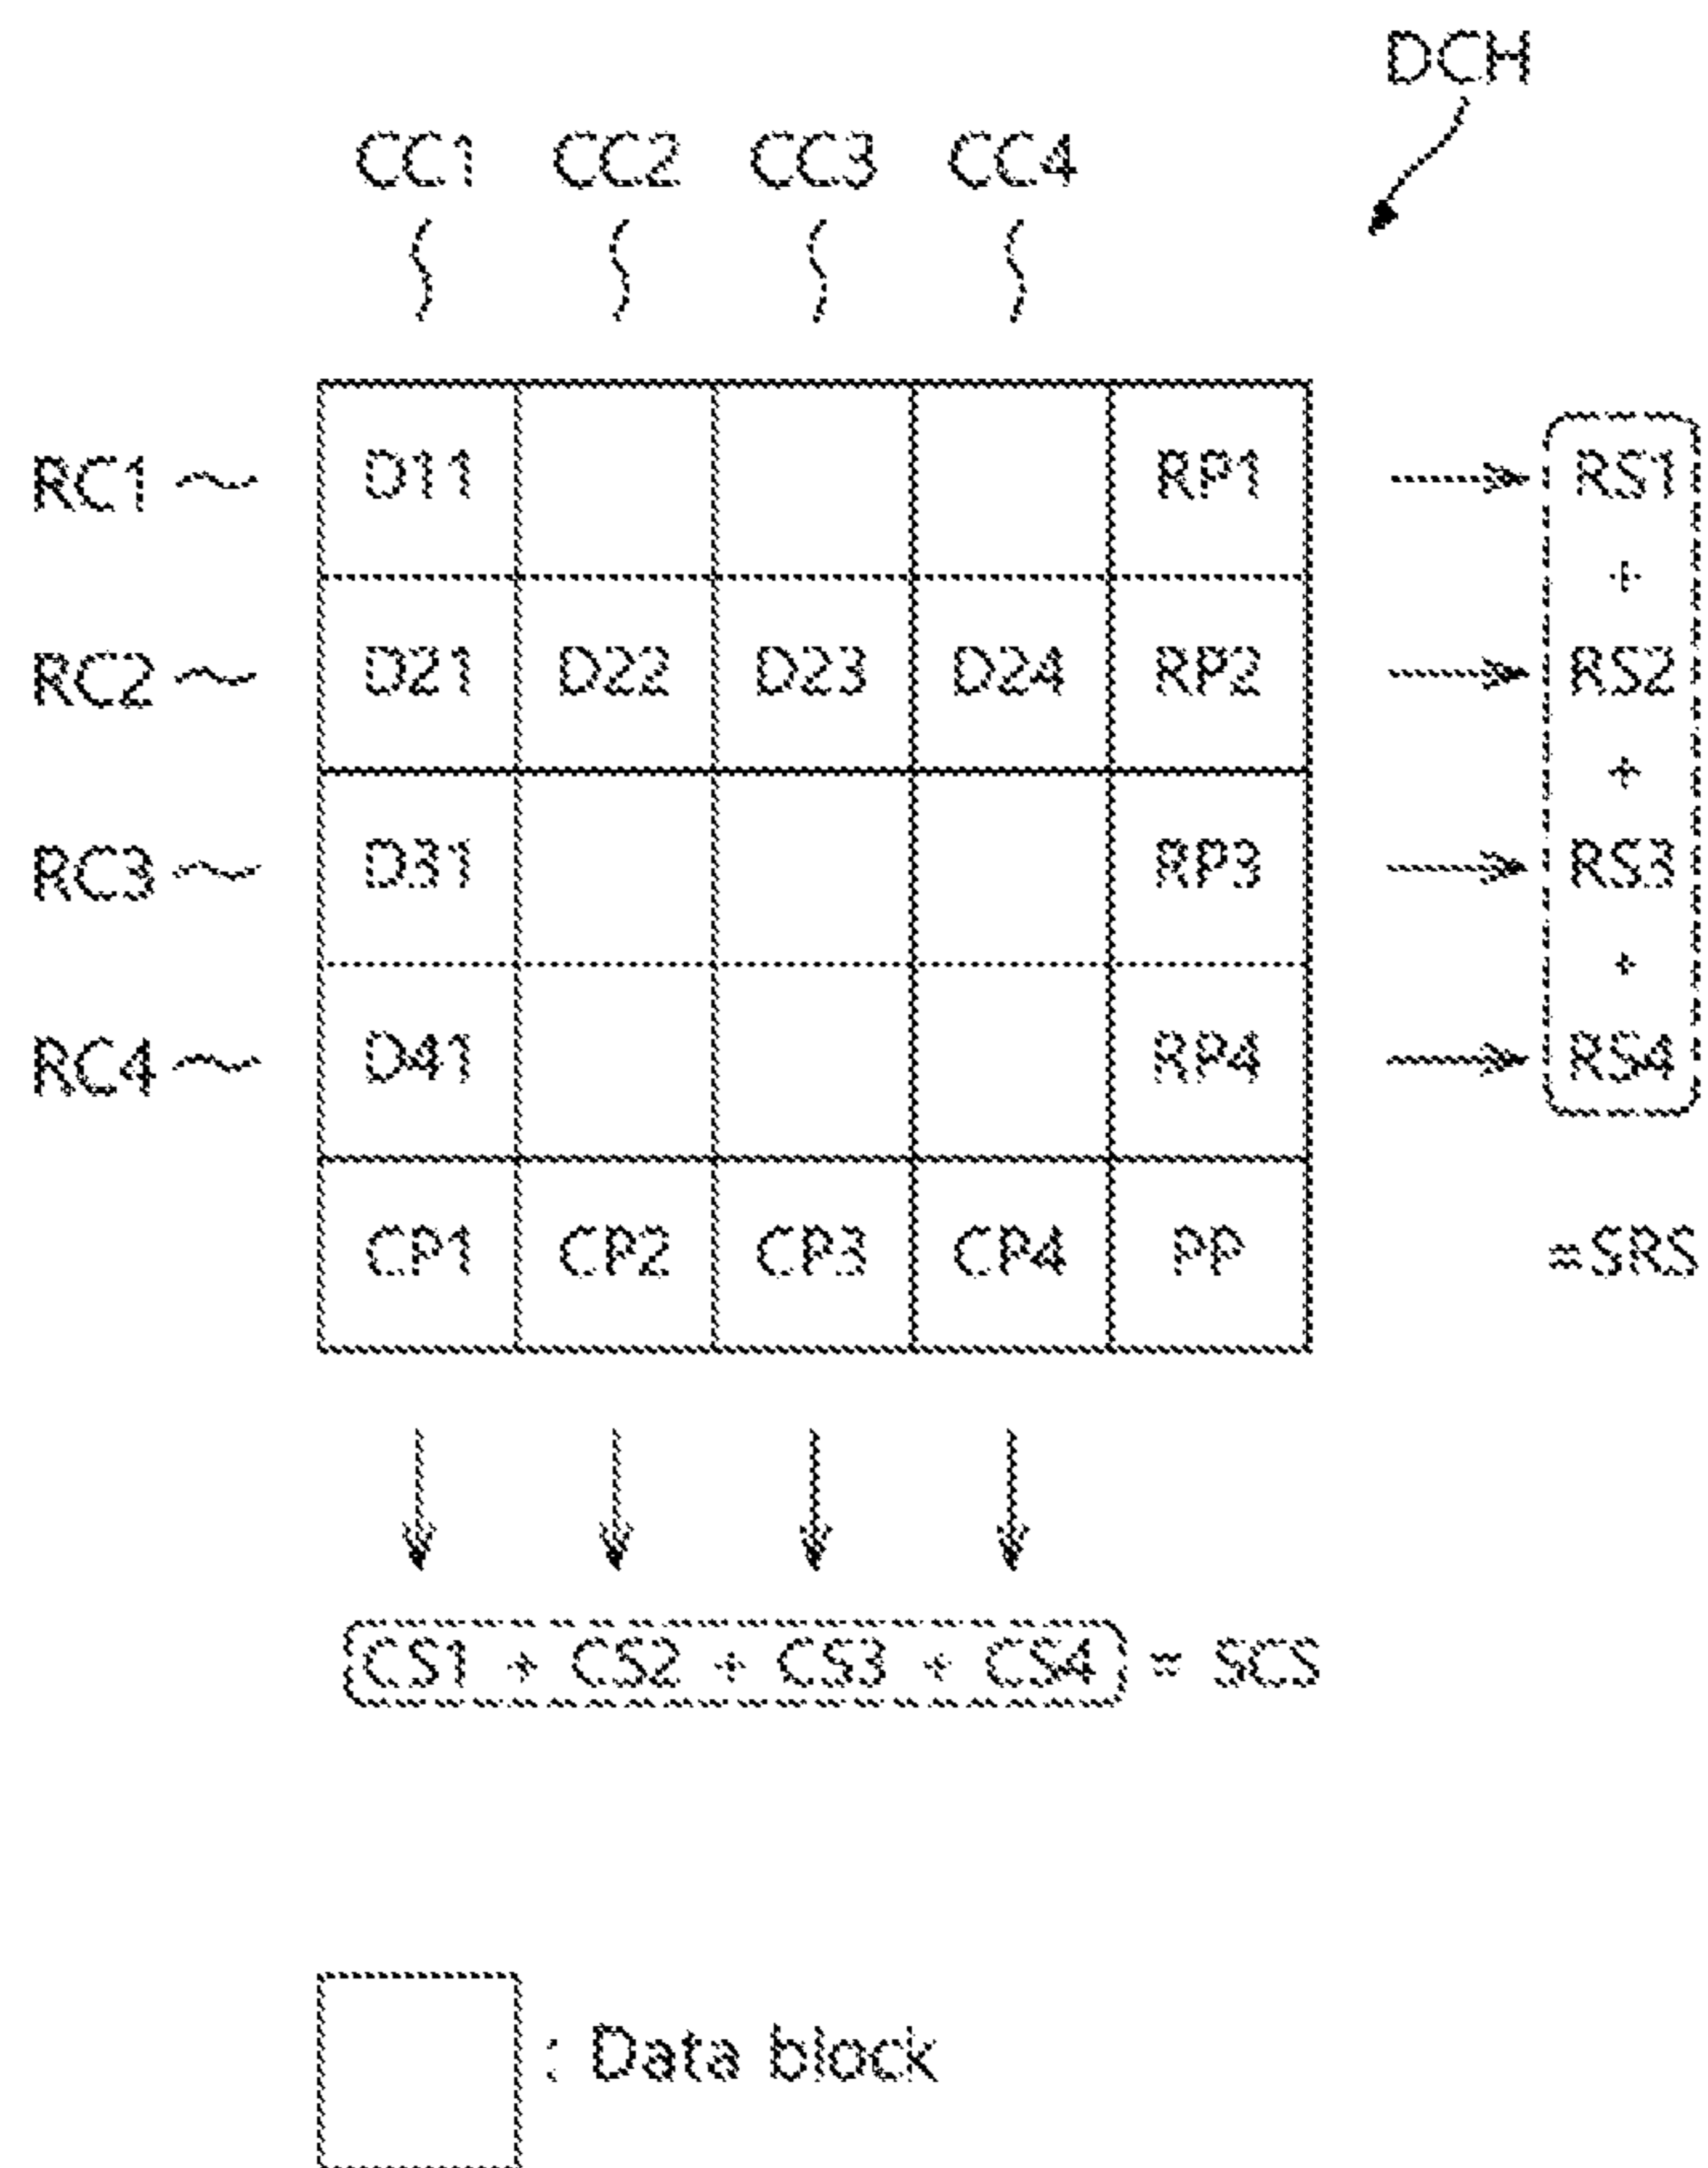 DCH
CC1 CC2 CC3 CC4
RC1 D11 RP1 RS1
+
RC2 D21 D22 D23 D24 RP2 RS2
+
RC3 D31 RP3 RS3
+
RC4 D41 RP4 RS4
CP1 CP2 CP3 CP4 PP =SRS
CS1 + CS2 + CS3 + CS4 = SCS
: Data block